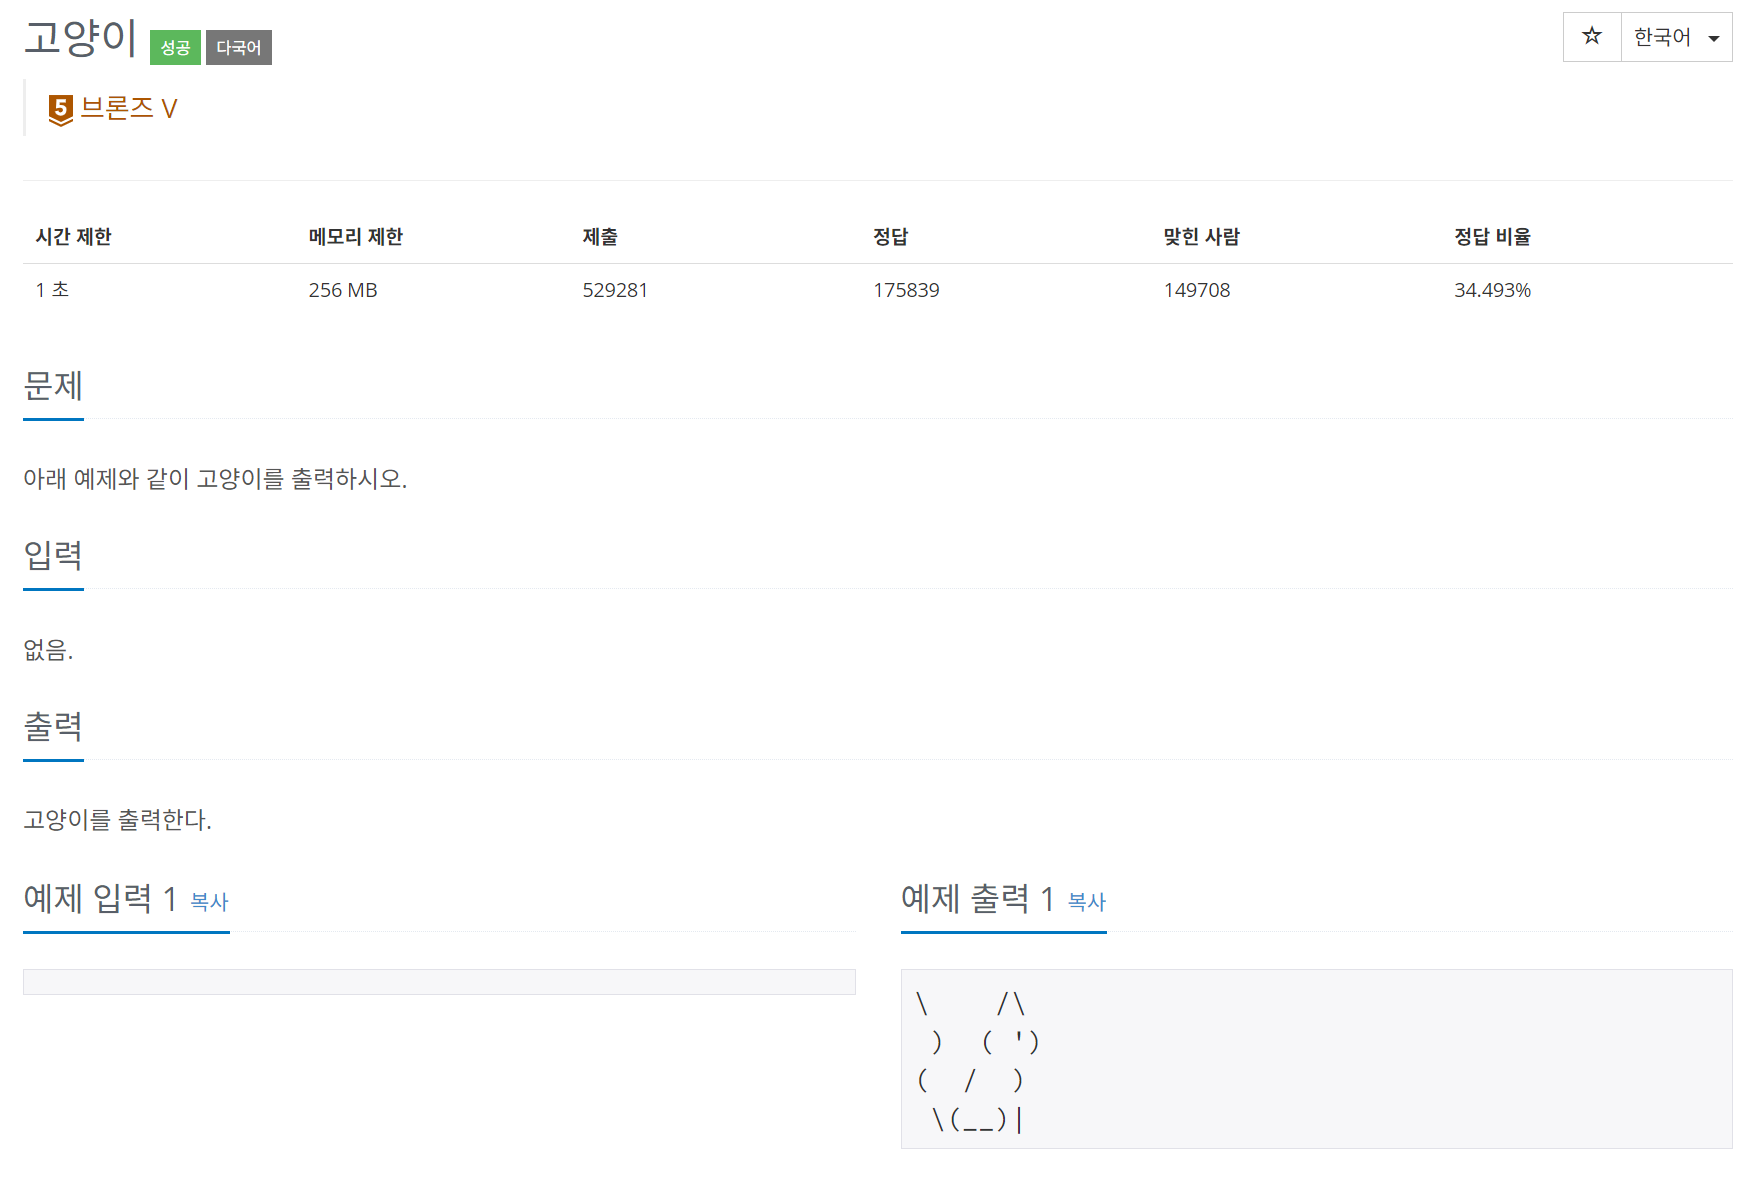 고양이 성공 다국어
☆ 한국어
5 브론즈 V
시간 제한 메모리 제한 제출 정답 맞힌 사람 정답 비율
1 초 256 MB 529281 175839 149708 34.493%
문제
아래 예제와 같이 고양이를 출력하시오.
입력
없음.
출력
고양이를 출력한다.
예제 입력 1 복사
예제 출력 1 복사
\    /\
 )  ( ')
(  /  )
 \(__)|